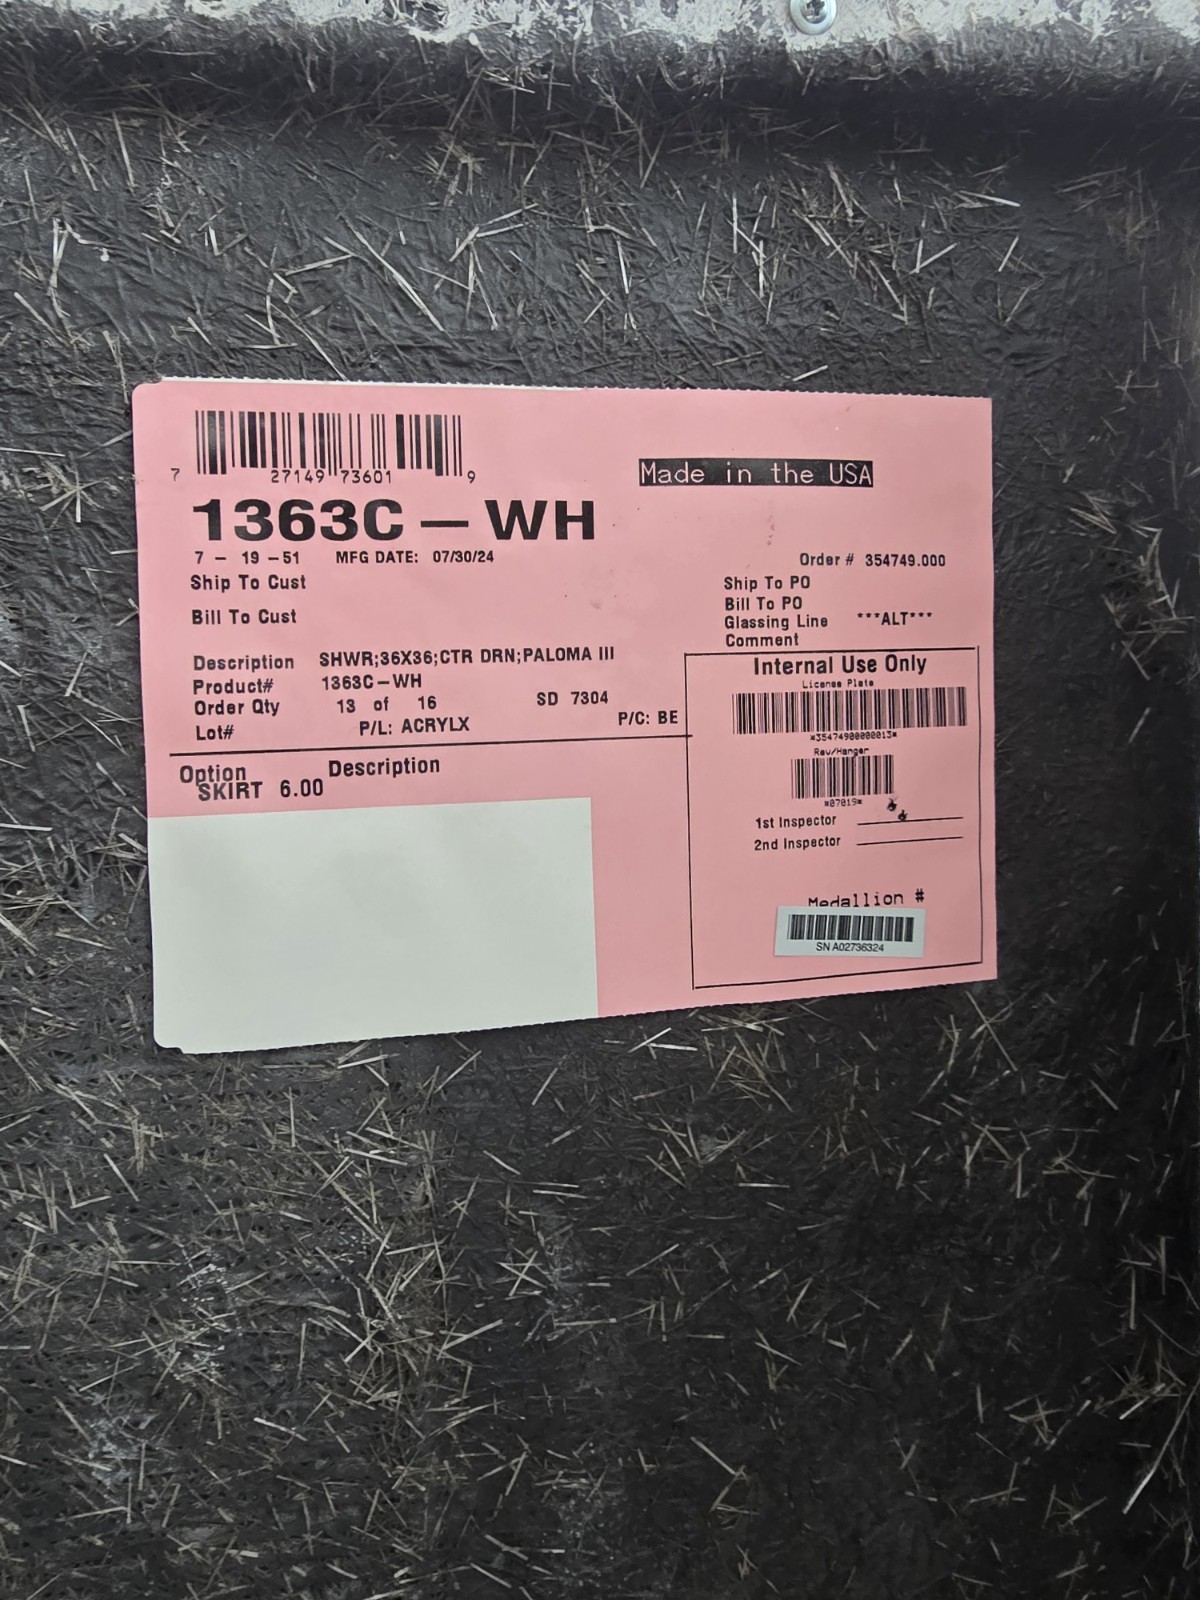 7 27149 73601 9
Made in the USA
1363C-WH
7 - 19 -51 MFG DATE: 07/30/24
Order # 354749.000
Ship To Cust
Ship To PO
Bill To Cust
Bill To PO
Glassing Line ***ALT***
Comment
Description SHWR;36X36;CTR DRN;PALOMA III
Product# 1363C-WH
Order Qty 13 of 16 SD 7304
Lot# P/L: ACRYLX P/C: BE
Option Description
SKIRT 6.00
Internal Use Only
License Plate
*35474900000013*
Rev/Hanger
*07019*
1st Inspector
2nd Inspector
Medallion #
SN A02736324